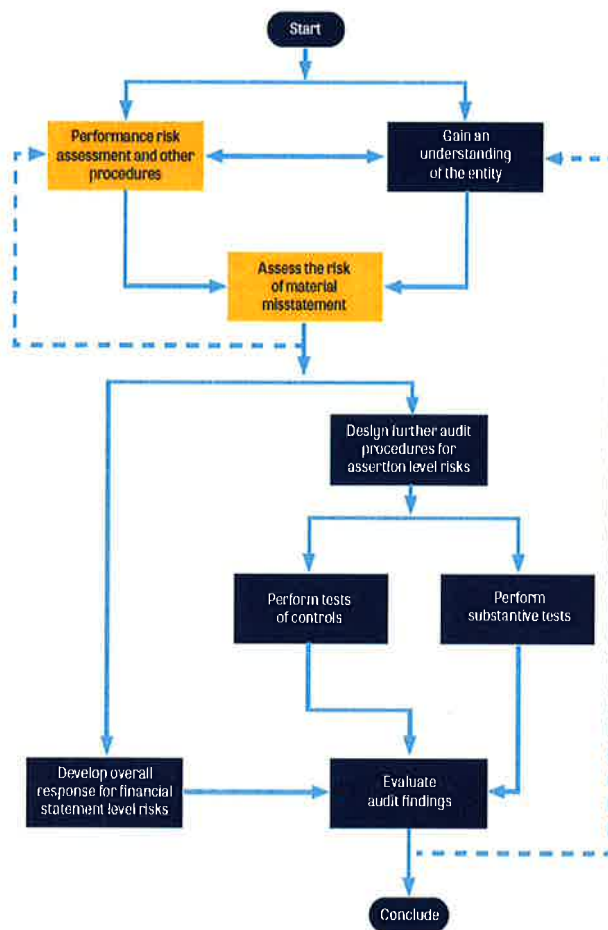 Start
Performance risk
assessment and other
procedures
Gain an
understanding
of the entity
Assess the risk
of material
misstatement
Design further audit
procedures for
assertion level risks
Perform tests
of controls
Perform
substantive tests
Develop overall
response for financial
statement level risks
Evaluate
audit findings
Conclude